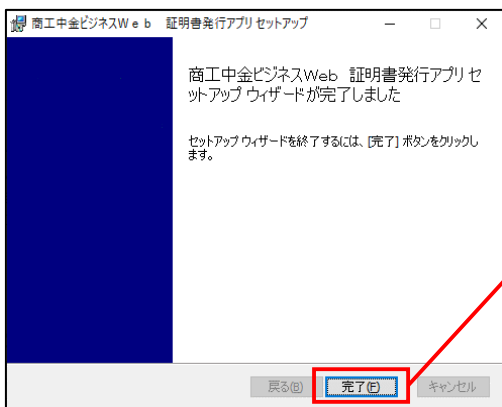 商工中金ビジネスWeb 証明書発行アプリ セットアップ
商工中金ビジネスWeb 証明書発行アプリ セ
ットアップ ウィザードが完了しました
セットアップ ウィザードを終了するには、[完了] ボタンをクリックし
ます。
戻る(B) 完了(F) キャンセル